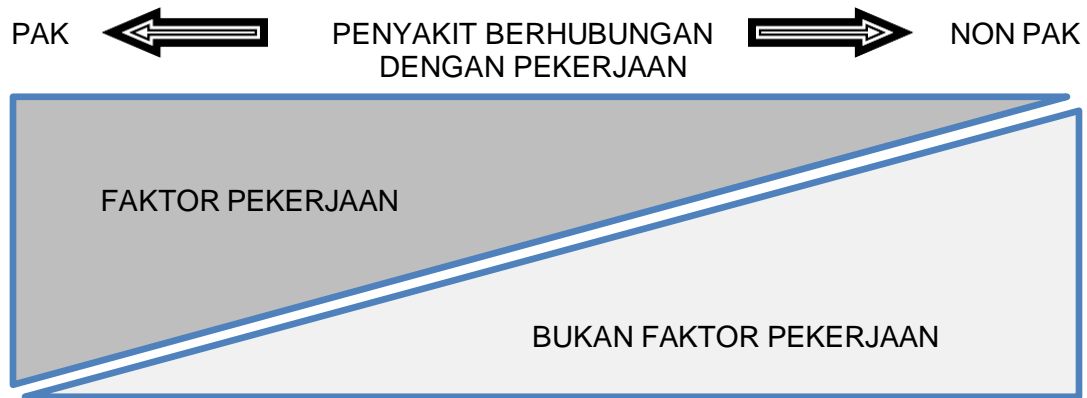 PAK
PENYAKIT BERHUBUNGAN
DENGAN PEKERJAAN
NON PAK
FAKTOR PEKERJAAN
BUKAN FAKTOR PEKERJAAN